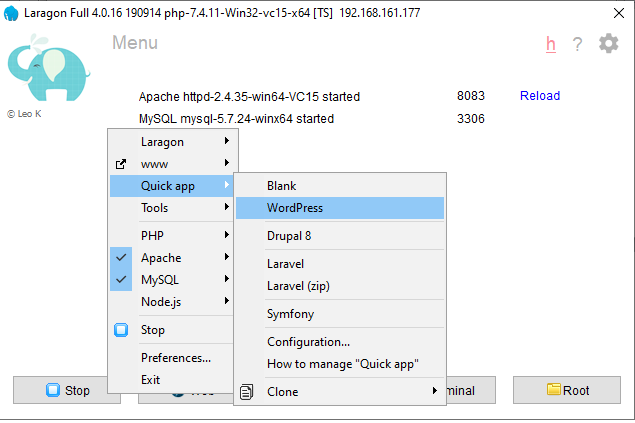 Laragon Full 4.0.16 190914 php-7.4.11-Win32-vc15-x64 [TS] 192.168.161.177
Menu
h ?
Apache httpd-2.4.35-win64-VC15 started 8083 Reload
MySQL mysql-5.7.24-winx64 started 3306
© Leo K
Laragon
www
Quick app
Tools
PHP
Apache
MySQL
Node.js
Stop
Preferences...
Exit
Blank
WordPress
Drupal 8
Laravel
Laravel (zip)
Symfony
Configuration...
How to manage "Quick app"
Clone
Stop
Root